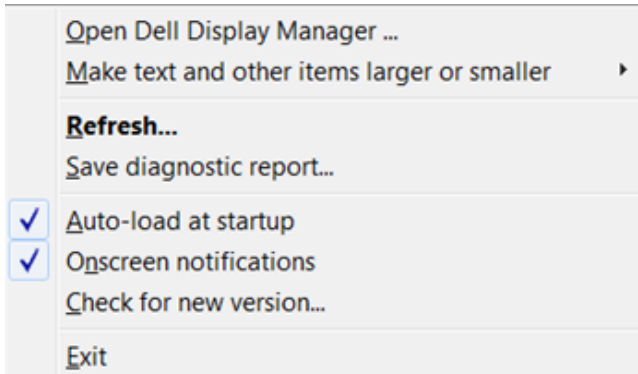 Open Dell Display Manager ...
Make text and other items larger or smaller
Refresh...
Save diagnostic report...
Auto-load at startup
Onscreen notifications
Check for new version...
Exit